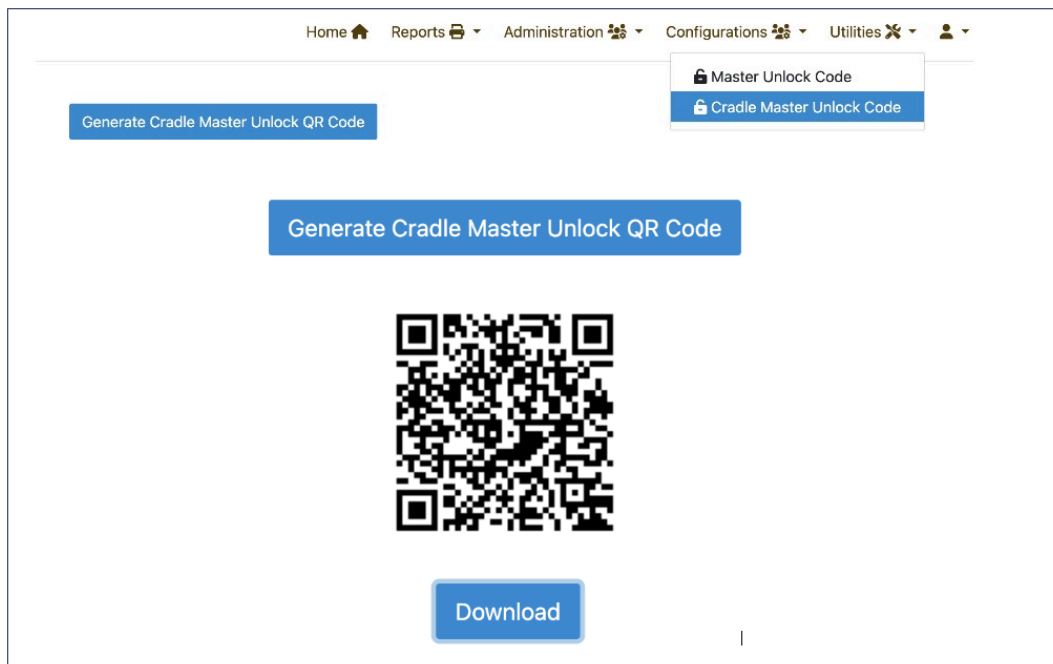 Home Reports Administration Configurations Utilities
Master Unlock Code
Cradle Master Unlock Code
Generate Cradle Master Unlock QR Code
Generate Cradle Master Unlock QR Code
Download